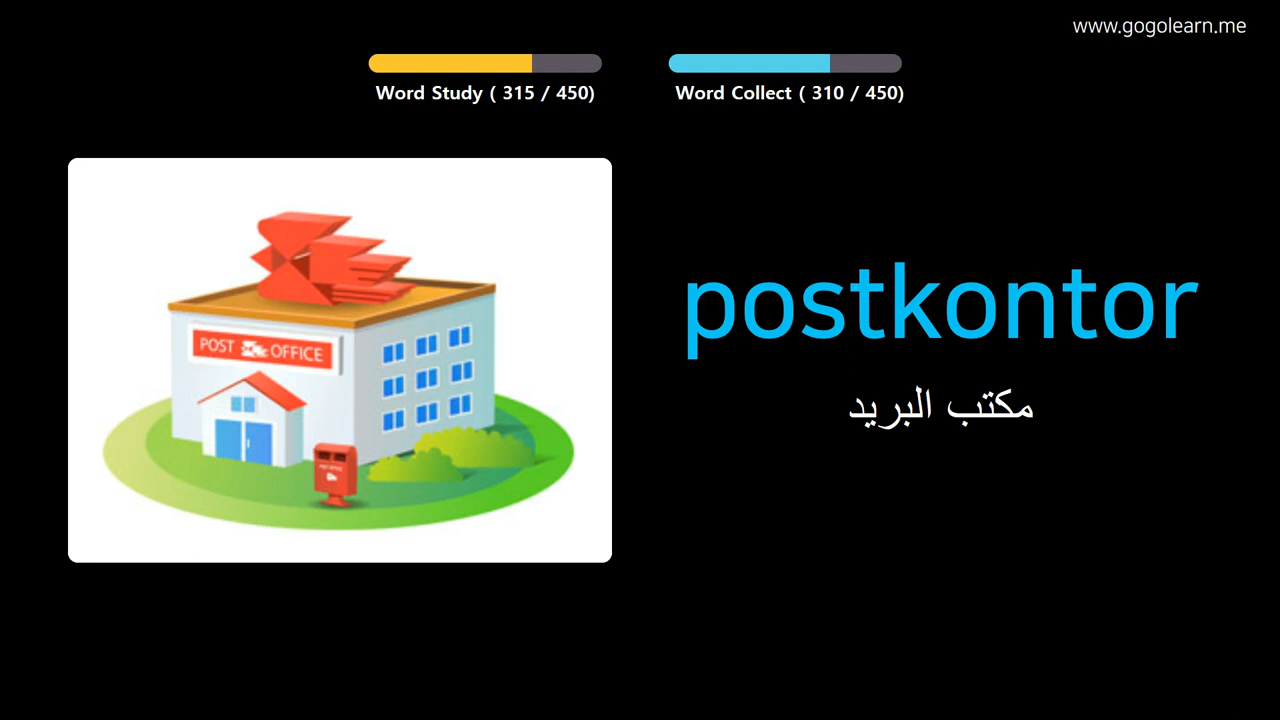 www.gogolearn.me
Word Study ( 315 / 450)
Word Collect ( 310 / 450)
POST OFFICE
postkontor
مكتب البريد